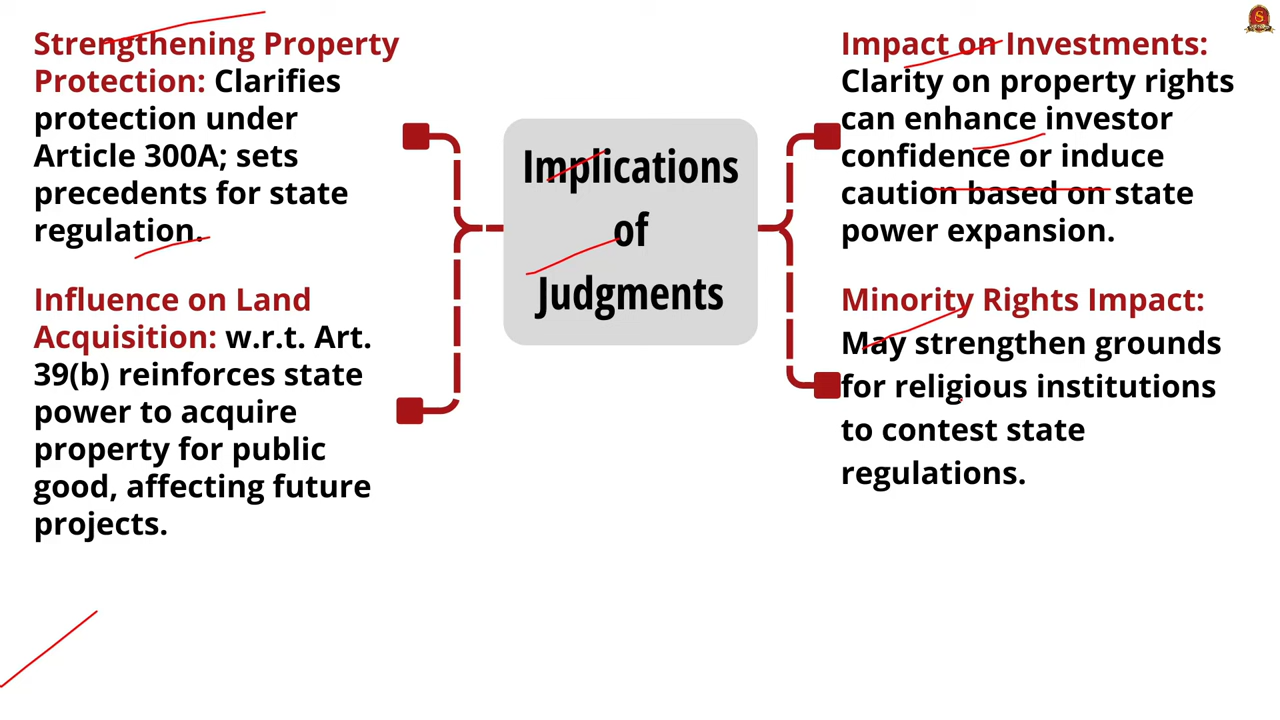 Strengthening Property
Protection: Clarifies
protection under
Article 300A; sets
precedents for state
regulation.
Influence on Land
Acquisition: w.r.t. Art.
39(b) reinforces state
power to acquire
property for public
good, affecting future
projects.
Implications
of
Judgments
Impact on Investments:
Clarity on property rights
can enhance investor
confidence or induce
caution based on state
power expansion.
Minority Rights Impact:
May strengthen grounds
for religious institutions
to contest state
regulations.